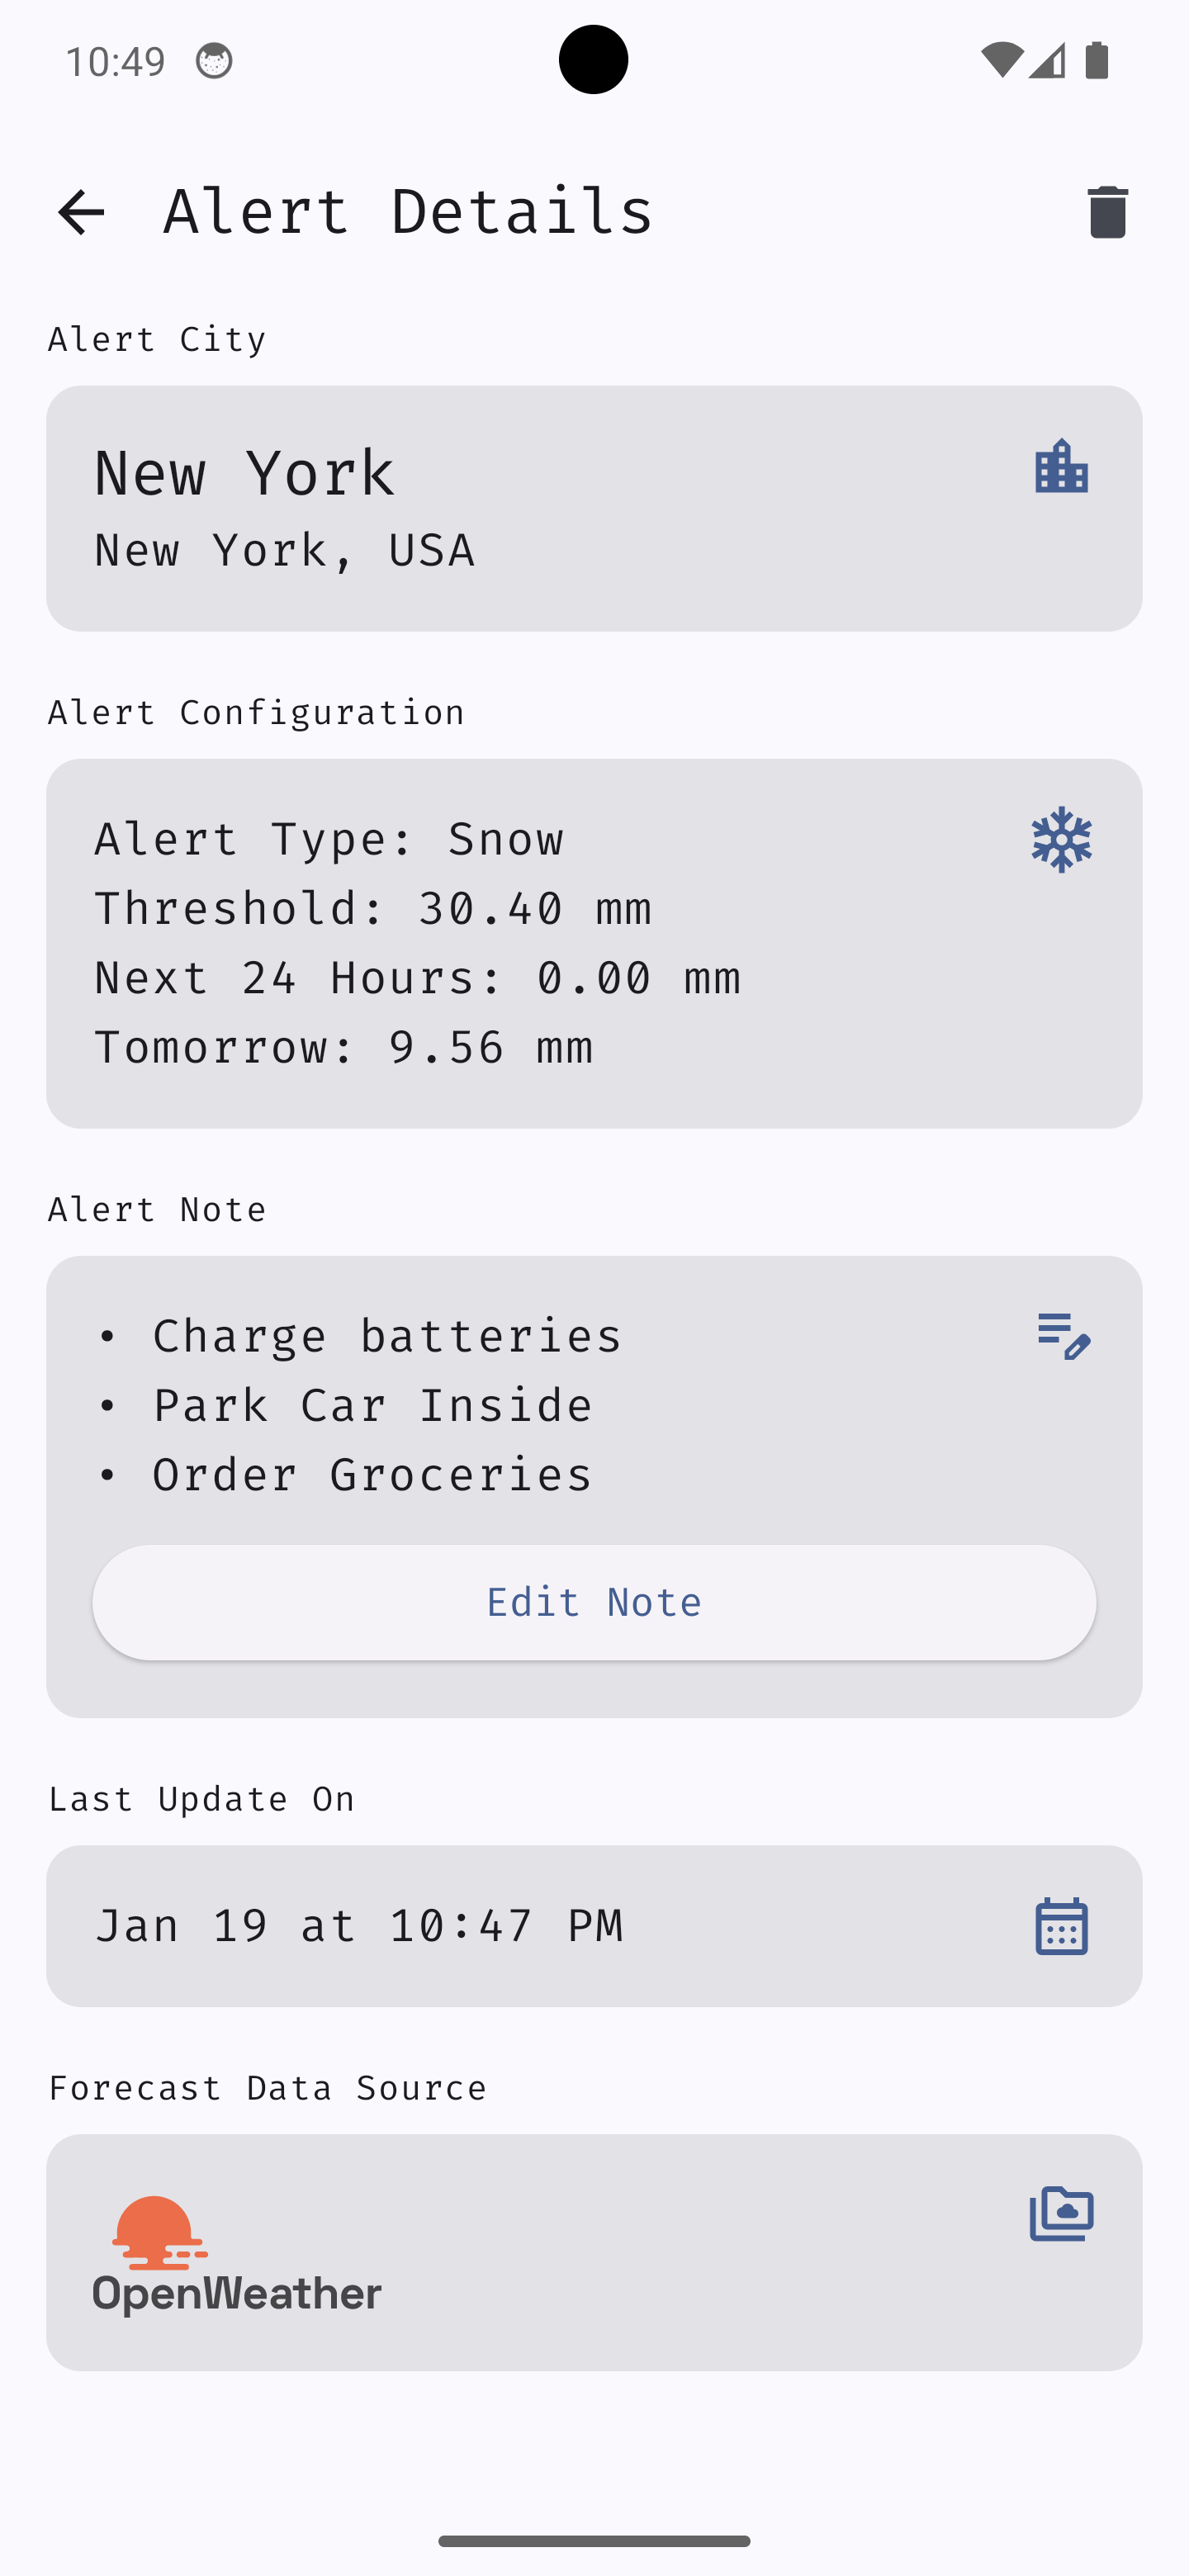 10:49
Alert Details
Alert City
New York
New York, USA
Alert Configuration
Alert Type: Snow
Threshold: 30.40 mm
Next 24 Hours: 0.00 mm
Tomorrow: 9.56 mm
Alert Note
• Charge batteries
• Park Car Inside
• Order Groceries
Edit Note
Last Update On
Jan 19 at 10:47 PM
Forecast Data Source
OpenWeather